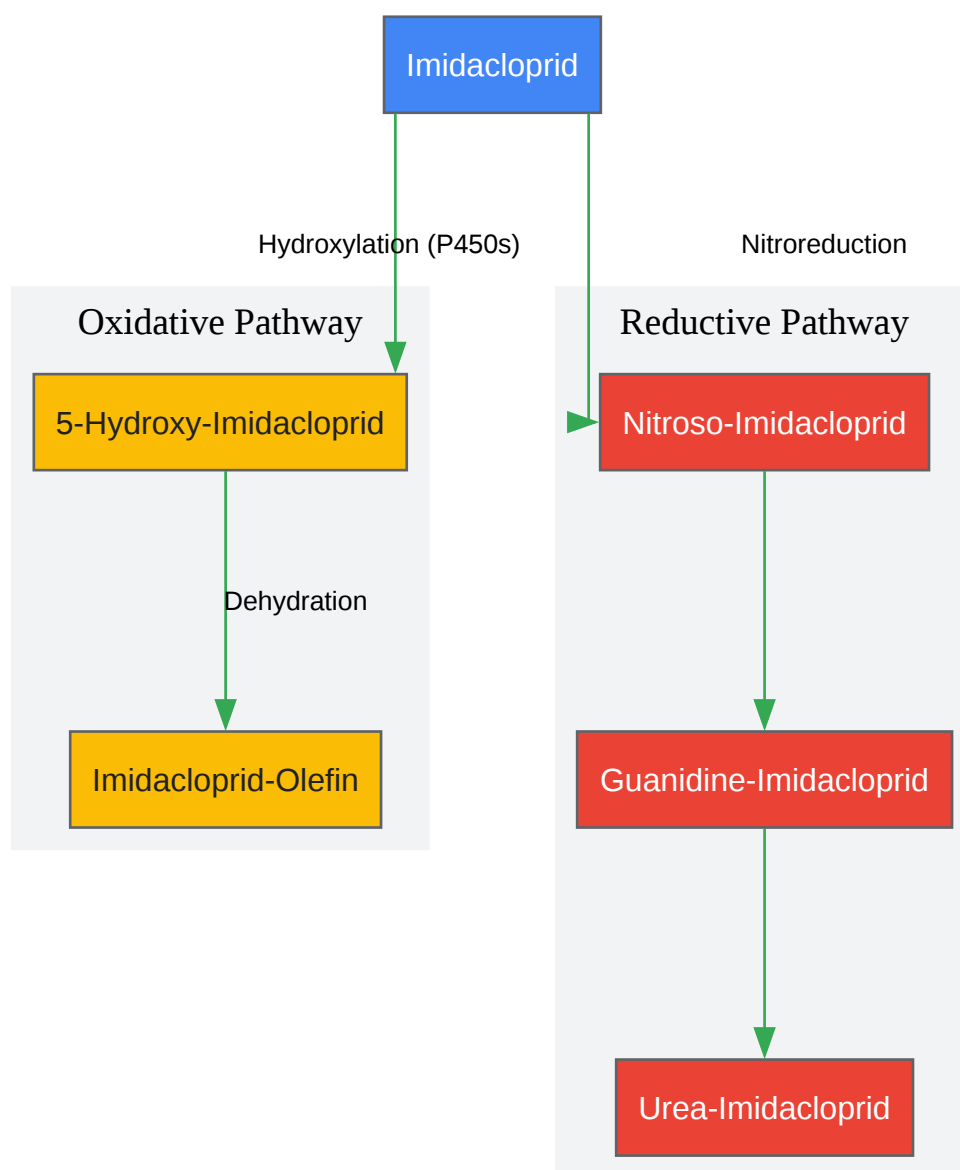 Imidacloprid
Hydroxylation (P450s)
Nitroreduction
Oxidative Pathway
Reductive Pathway
5-Hydroxy-Imidacloprid
Nitroso-Imidacloprid
Dehydration
Imidacloprid-Olefin
Guanidine-Imidacloprid
Urea-Imidacloprid